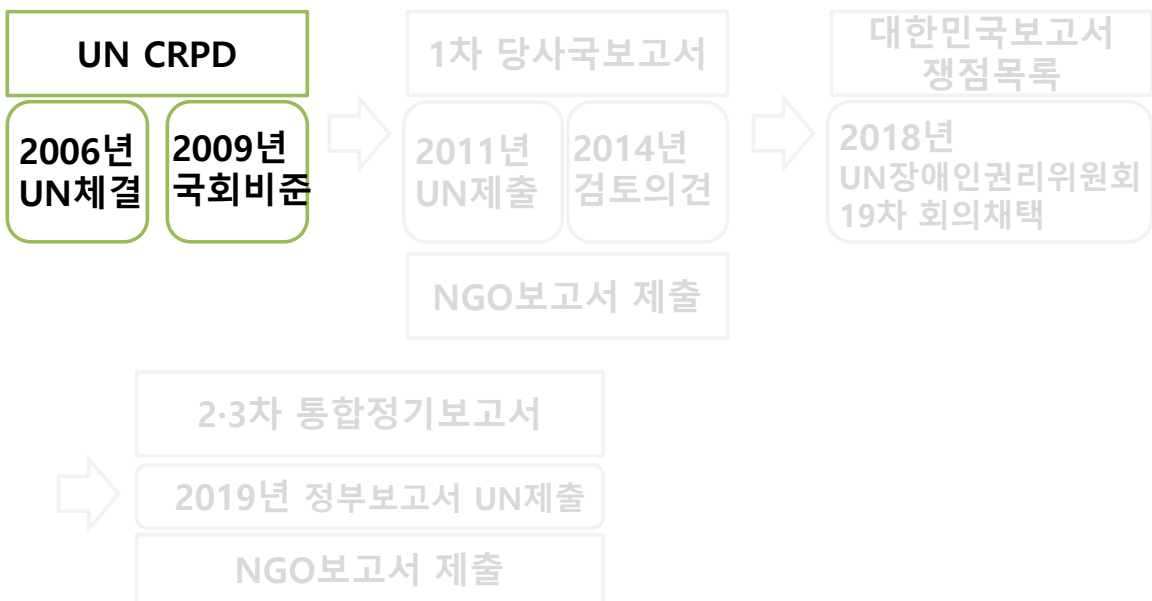 UN CRPD
2006년
UN체결
2009년
국회비준
1차 당사국보고서
2011년
UN제출
2014년
검토의견
NGO보고서 제출
대한민국보고서
쟁점목록
2018년
UN장애인권리위원회
19차 회의채택
2·3차 통합정기보고서
2019년 정부보고서 UN제출
NGO보고서 제출